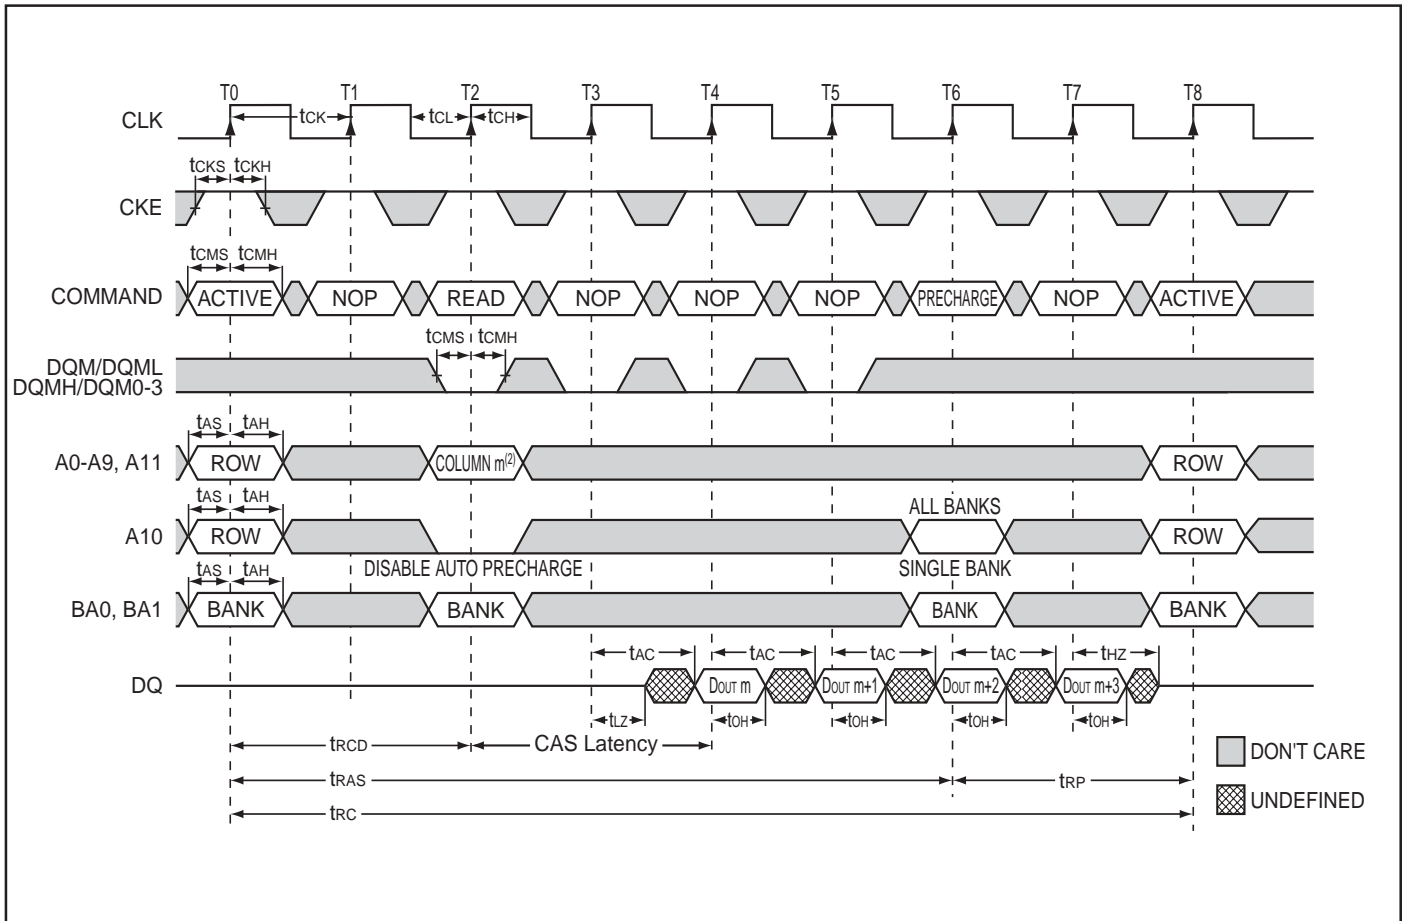 T0 T1 T2 T3 T4 T5 T6 T7 T8
CLK tCK tCL tCH
tCKS tCKH
CKE
tCMS tCMH
COMMAND ACTIVE NOP READ NOP NOP NOP PRECHARGE NOP ACTIVE
tCMS tCMH
DQM/DQML
DQMH/DQM0-3
tAS tAH
A0-A9, A11 ROW COLUMN m(2) ROW
tAS tAH ALL BANKS
A10 ROW ROW
tAS tAH DISABLE AUTO PRECHARGE SINGLE BANK
BA0, BA1 BANK BANK BANK BANK
tAC tAC tAC tAC tHZ
DQ DOUT m DOUT m+1 DOUT m+2 DOUT m+3
tLZ tOH tOH tOH tOH
tRCD CAS Latency
DON'T CARE
tRAS tRP
UNDEFINED
tRC